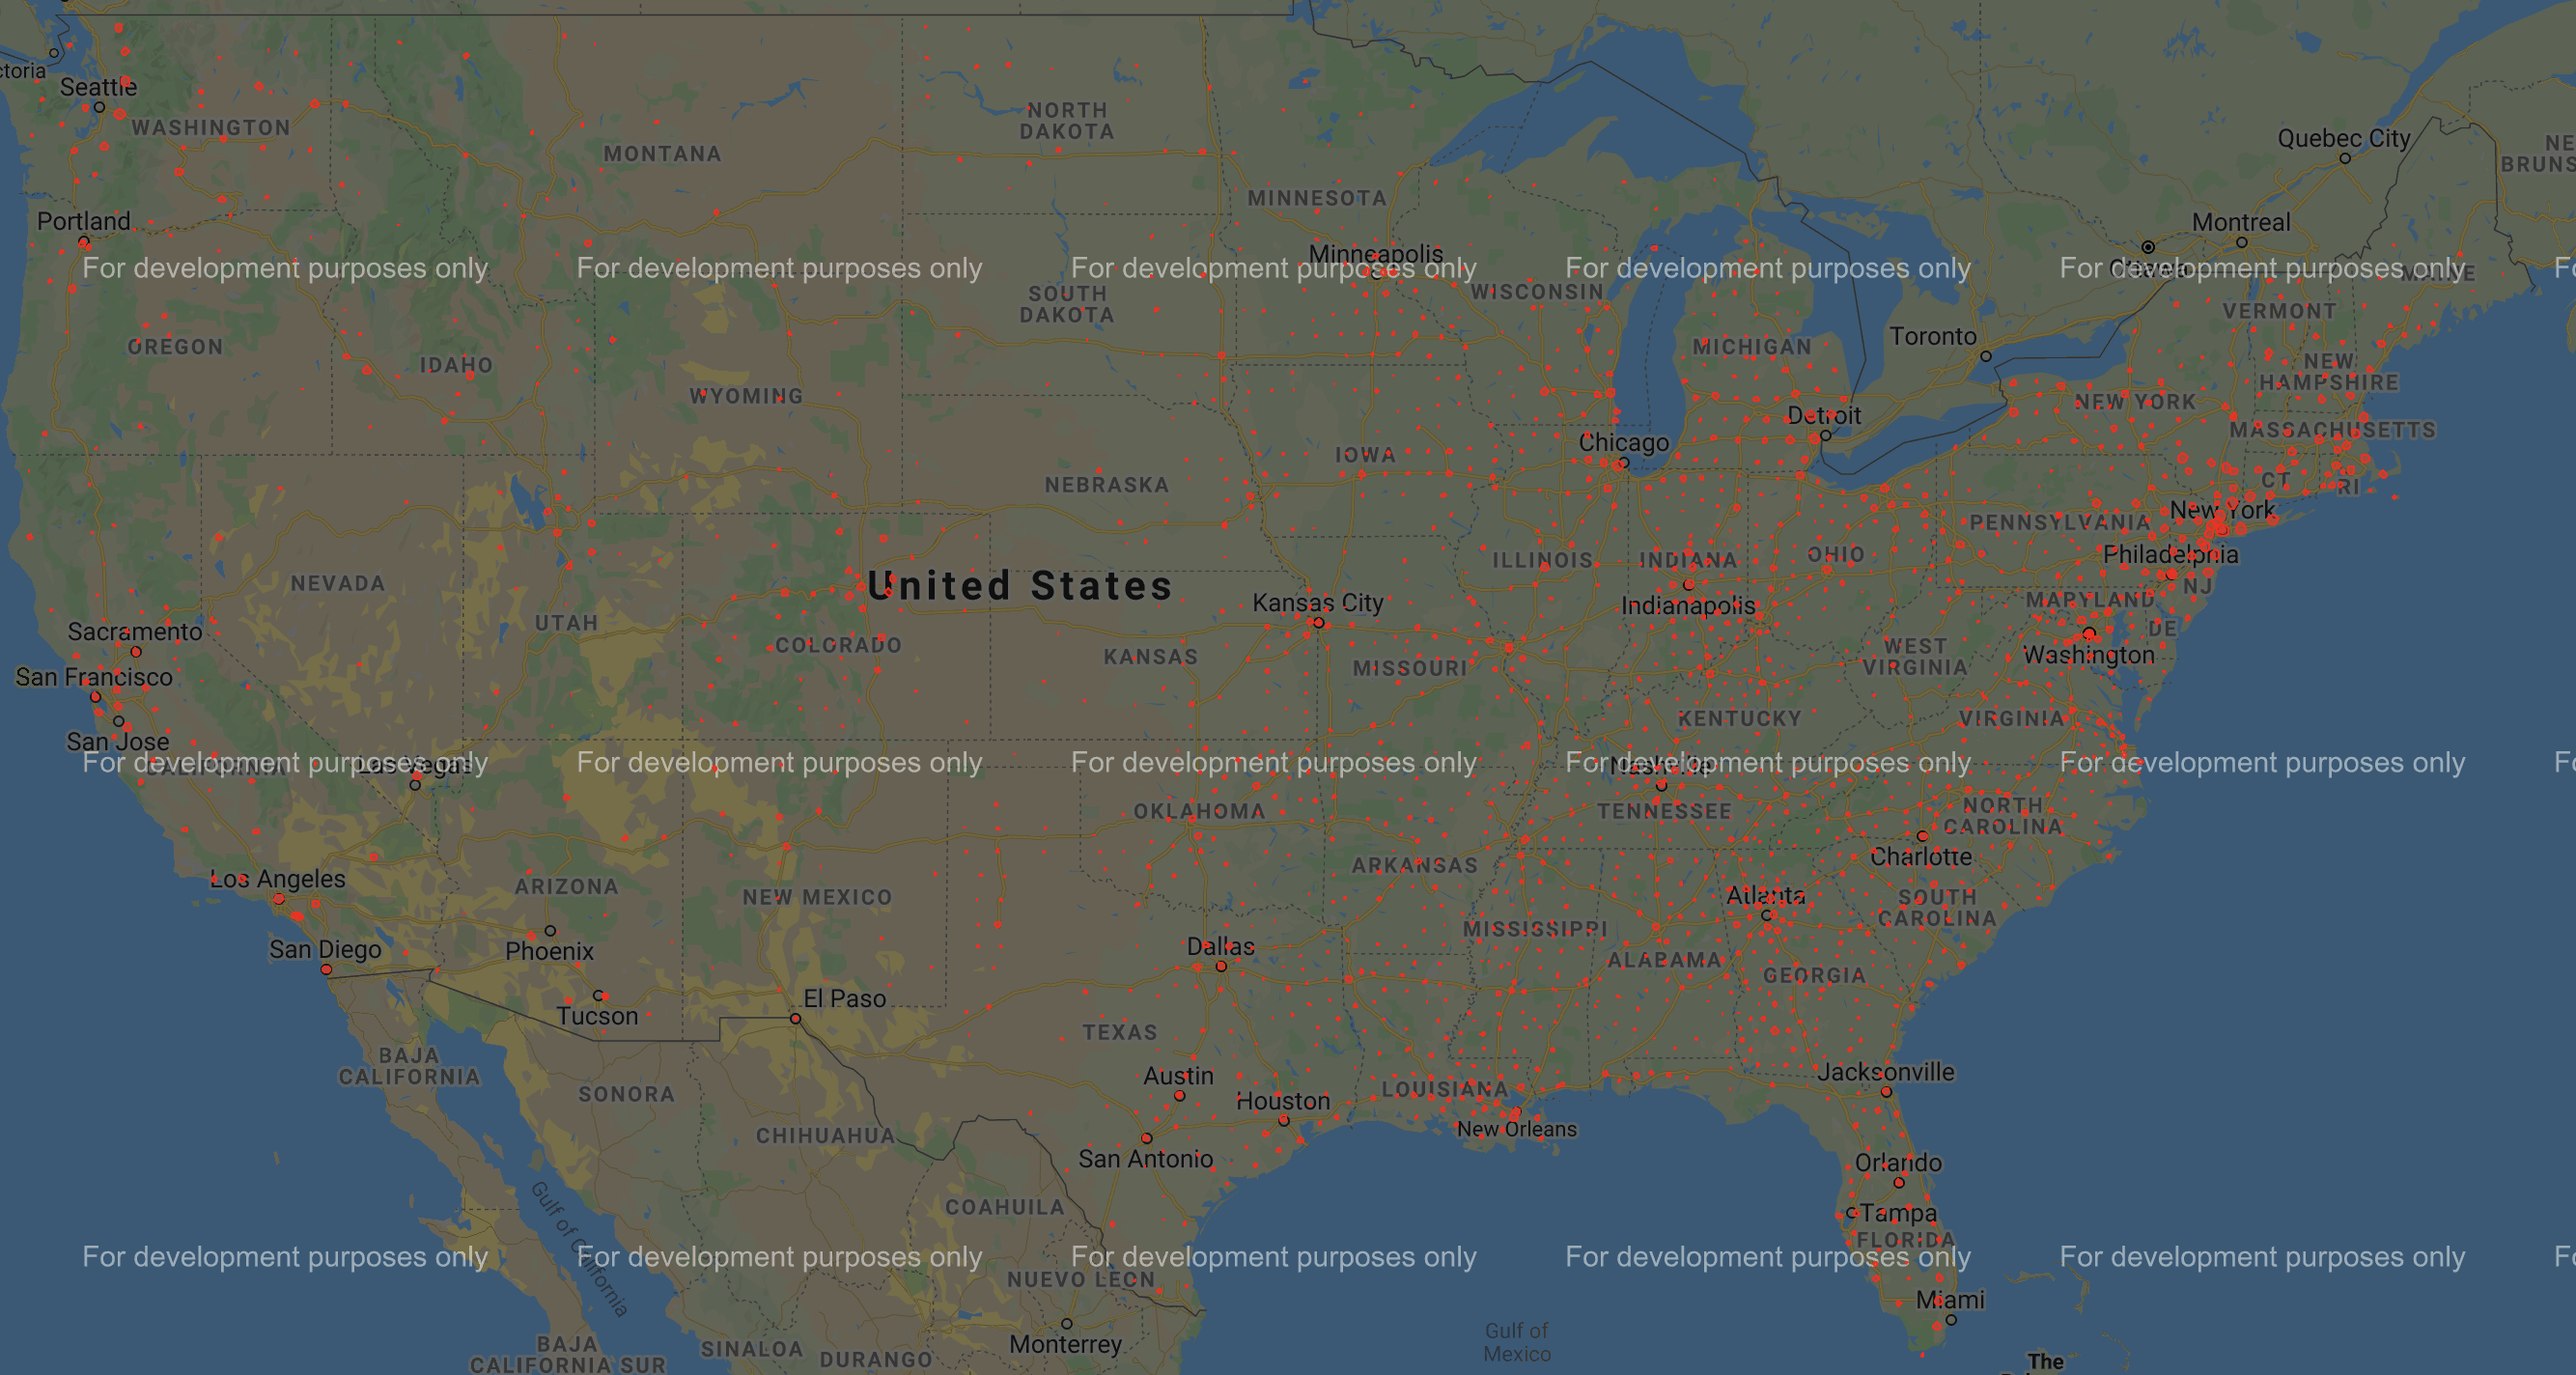 Quebec City
NORTH
DAKOTA
Seattle
WASHINGTON
MONTANA
MINNESOTA
Portland
Montreal
Minneapolis
For development purposes only
For development purposes only
For development purposes only
For development purposes only
For development purposes only
SOUTH
DAKOTA
WISCONSIN
VERMONT
OREGON
IDAHO
MICHIGAN
Toronto
NEW
HAMPSHIRE
WYOMING
NEW YORK
Detroit
MASSACHUSETTS
Chicago
IOWA
NEBRASKA
CT
RI
New York
PENNSYLVANIA
ILLINOIS
INDIANA
OHIO
Philadelphia
NEVADA
United States
NJ
Kansas City
Indianapolis
MARYLAND
UTAH
DE
Sacramento
COLORADO
KANSAS
MISSOURI
WEST
VIRGINIA
Washington
San Francisco
KENTUCKY
VIRGINIA
San Jose
For development purposes only
For development purposes only
For development purposes only
For development purposes only
For development purposes only
CALIFORNIA
Las Vegas
Nashville
OKLAHOMA
TENNESSEE
NORTH
CAROLINA
Charlotte
ARKANSAS
Los Angeles
ARIZONA
NEW MEXICO
Atlanta
SOUTH
CAROLINA
MISSISSIPPI
San Diego
Phoenix
Dallas
ALABAMA
GEORGIA
El Paso
Tucson
TEXAS
BAJA
CALIFORNIA
SONORA
Austin
Houston
LOUISIANA
Jacksonville
CHIHUAHUA
New Orleans
San Antonio
Orlando
COAHUILA
Gulf of California
Tampa
FLORIDA
For development purposes only
For development purposes only
For development purposes only
For development purposes only
For development purposes only
NUEVO LEON
Miami
Monterrey
Gulf of
Mexico
BAJA
CALIFORNIA SUR
SINALOA
DURANGO
The